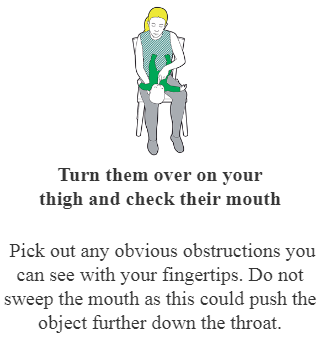 Turn them over on your
thigh and check their mouth
Pick out any obvious obstructions you
can see with your fingertips. Do not
sweep the mouth as this could push the
object further down the throat.